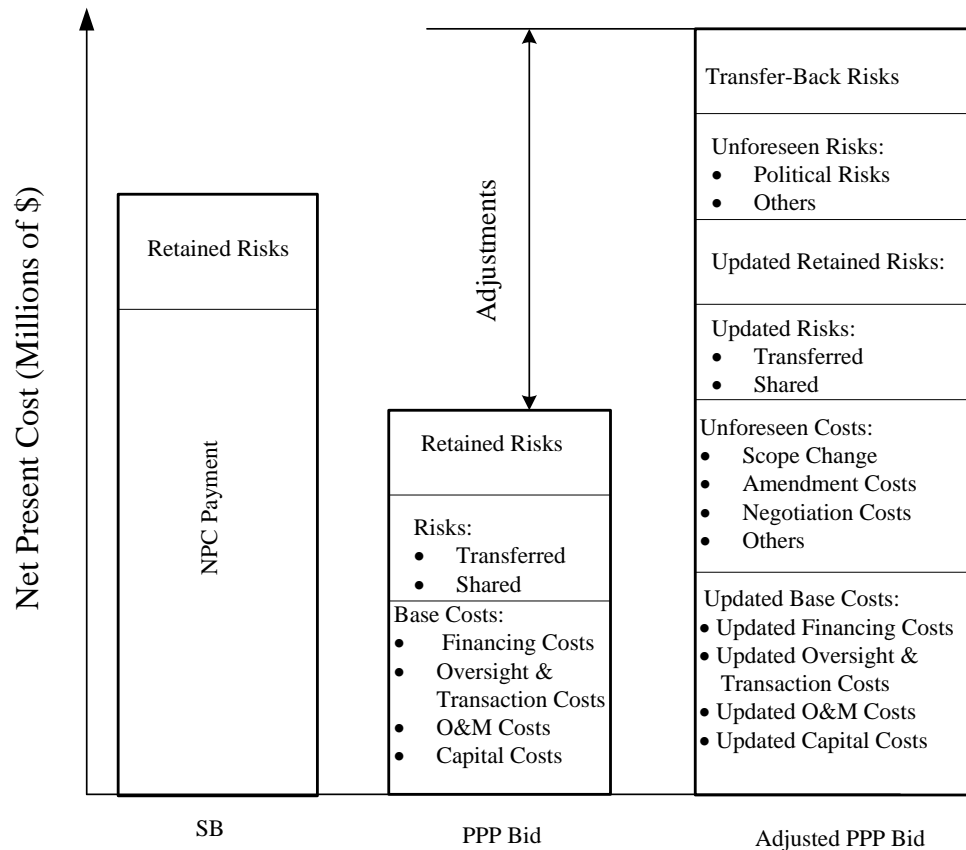 Net Present Cost (Millions of $)
Retained Risks
NPC Payment
SB
Adjustments
Retained Risks
Risks:
• Transferred
• Shared
Base Costs:
• Financing Costs
• Oversight &
Transaction Costs
• O&M Costs
• Capital Costs
PPP Bid
Transfer-Back Risks
Unforeseen Risks:
• Political Risks
• Others
Updated Retained Risks:
Updated Risks:
• Transferred
• Shared
Unforeseen Costs:
• Scope Change
• Amendment Costs
• Negotiation Costs
• Others
Updated Base Costs:
• Updated Financing Costs
• Updated Oversight &
Transaction Costs
• Updated O&M Costs
• Updated Capital Costs
Adjusted PPP Bid